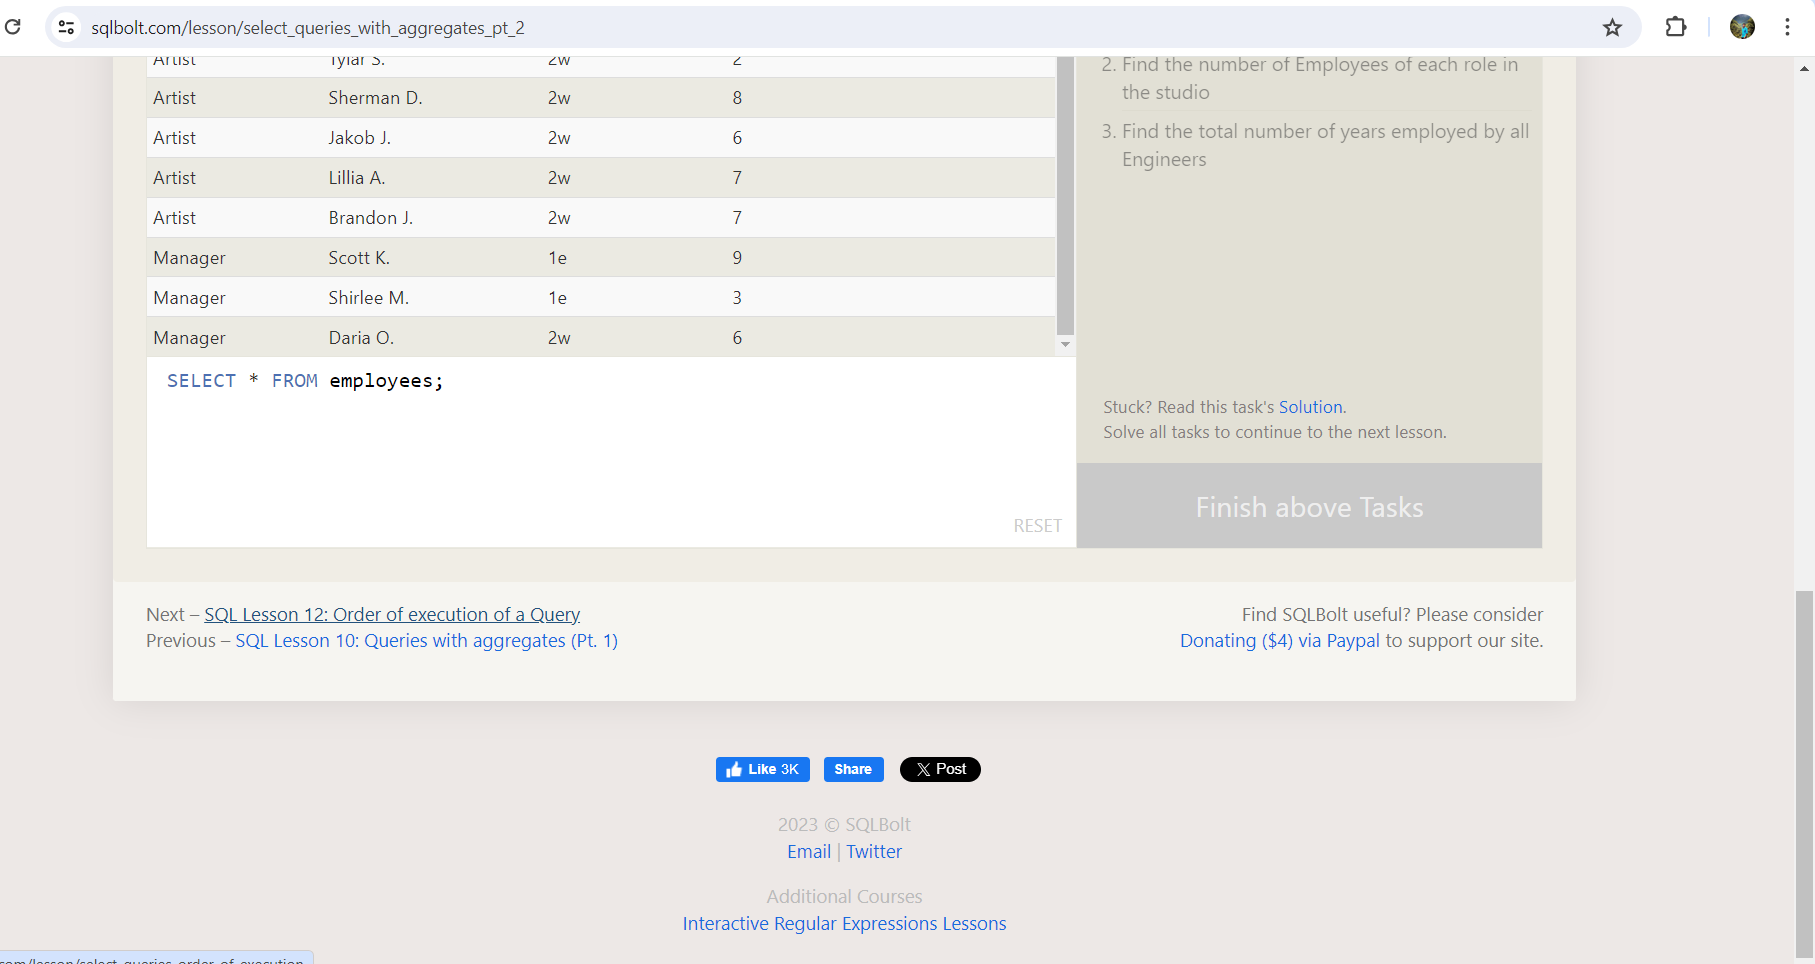 sqlbolt.com/lesson/select_queries_with_aggregates_pt_2
Artist Tylar S. 2w 2
Artist Sherman D. 2w 8
Artist Jakob J. 2w 6
Artist Lillia A. 2w 7
Artist Brandon J. 2w 7
Manager Scott K. 1e 9
Manager Shirlee M. 1e 3
Manager Daria O. 2w 6
SELECT * FROM employees;
RESET
2. Find the number of Employees of each role in
the studio
3. Find the total number of years employed by all
Engineers
Stuck? Read this task's Solution.
Solve all tasks to continue to the next lesson.
Finish above Tasks
Next – SQL Lesson 12: Order of execution of a Query
Previous – SQL Lesson 10: Queries with aggregates (Pt. 1)
Find SQLBolt useful? Please consider
Donating ($4) via Paypal to support our site.
Like 3K Share X Post
2023 © SQLBolt
Email | Twitter
Additional Courses
Interactive Regular Expressions Lessons
com/lesson/select_queries_order_of_execution